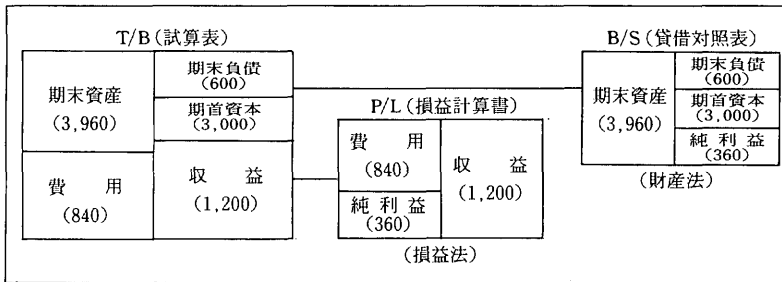 T/B(試算表)
期末資産
(3,960)
費 用
(840)
期末負債
(600)
期首資本
(3,000)
収 益
(1,200)
P/L(損益計算書)
費 用
(840)
純利益
(360)
収 益
(1,200)
(損益法)
B/S(貸借対照表)
期末資産
(3,960)
期末負債
(600)
期首資本
(3,000)
純利益
(360)
(財産法)